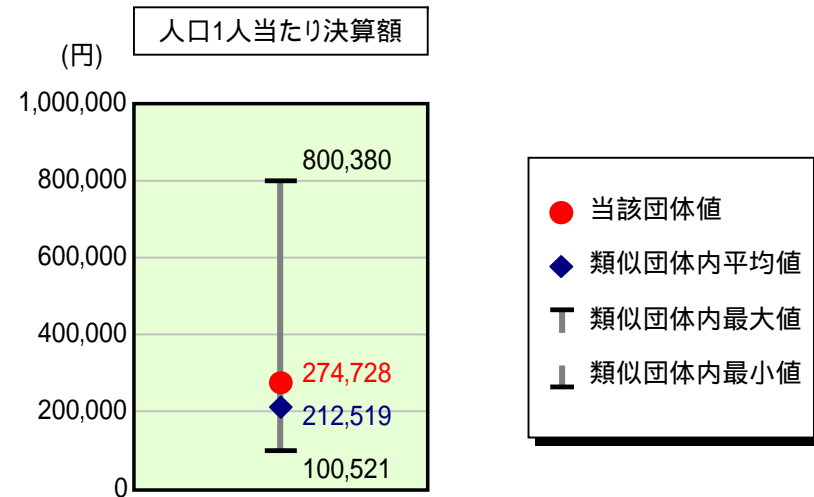 人口1人当たり決算額
(円)
1,000,000
800,000
600,000
400,000
200,000
0
800,380
274,728
212,519
100,521
当該団体値
類似団体内平均値
類似団体内最大値
類似団体内最小値